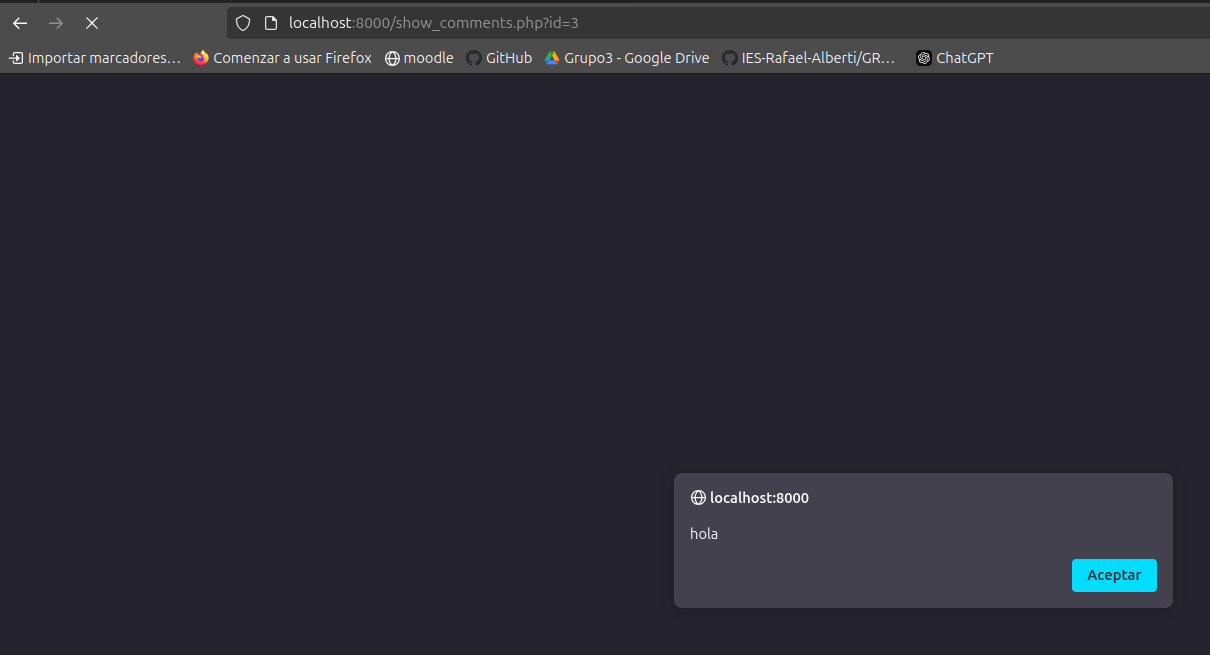 localhost:8000/show_comments.php?id=3
Importar marcadores... Comenzar a usar Firefox moodle GitHub Grupo3 - Google Drive IES-Rafael-Alberti/GR... ChatGPT
localhost:8000
hola
Aceptar